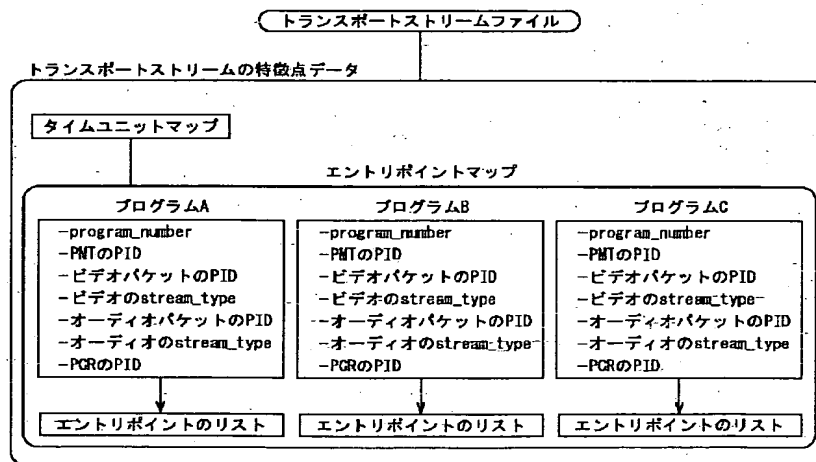 トランスポートストリームファイル
トランスポートストリームの特徴点データ
タイムユニットマップ
エントリポイントマップ
プログラムA
-program_number
-PMTのPID
-ビデオパケットのPID
-ビデオのstream_type
-オーディオパケットのPID
-オーディオのstream_type
-PCRのPID
エントリポイントのリスト
プログラムB
-program_number
-PMTのPID
-ビデオパケットのPID
-ビデオのstream_type
-オーディオパケットのPID
-オーディオのstream_type
-PCRのPID
エントリポイントのリスト
プログラムC
-program_number
-PMTのPID
-ビデオパケットのPID
-ビデオのstream_type
-オーディオパケットのPID
-オーディオのstream_type
-PCRのPID
エントリポイントのリスト